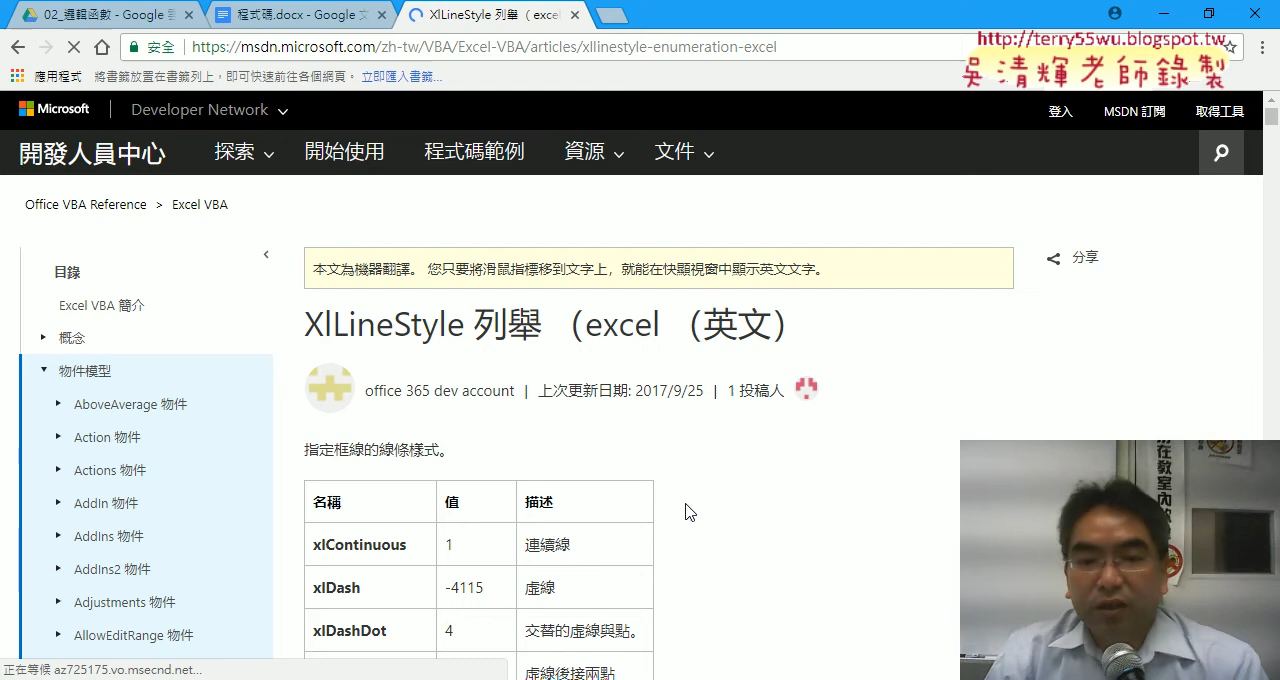 02_邏輯函數 - Google 雲
程式碼.docx - Google 文
XlLineStyle 列舉（exce
安全
https://msdn.microsoft.com/zh-tw/VBA/Excel-VBA/articles/xllinestyle-enumeration-excel
http://terry55wu.blogspot.tw
吳清輝老師錄製
應用程式
將書籤放置在書籤列上，即可快速前往各個網頁。
立即匯入書籤...
Microsoft
Developer Network
登入
MSDN 訂閱
取得工具
開發人員中心
探索
開始使用
程式碼範例
資源
文件
Office VBA Reference > Excel VBA
目錄
Excel VBA 簡介
概念
物件模型
AboveAverage 物件
Action 物件
Actions 物件
AddIn 物件
AddIns 物件
AddIns2 物件
Adjustments 物件
AllowEditRange 物件
本文為機器翻譯。 您只要將滑鼠指標移到文字上，就能在快顯視窗中顯示英文文字。
分享
XlLineStyle 列舉 （excel （英文）
office 365 dev account | 上次更新日期: 2017/9/25 | 1 投稿人
指定框線的線條樣式。
名稱 值 描述
xlContinuous 1 連續線
xlDash -4115 虛線
xlDashDot 4 交替的虛線與點。
虛線後接兩點
正在等候 az725175.vo.msecnd.net...
在教室內